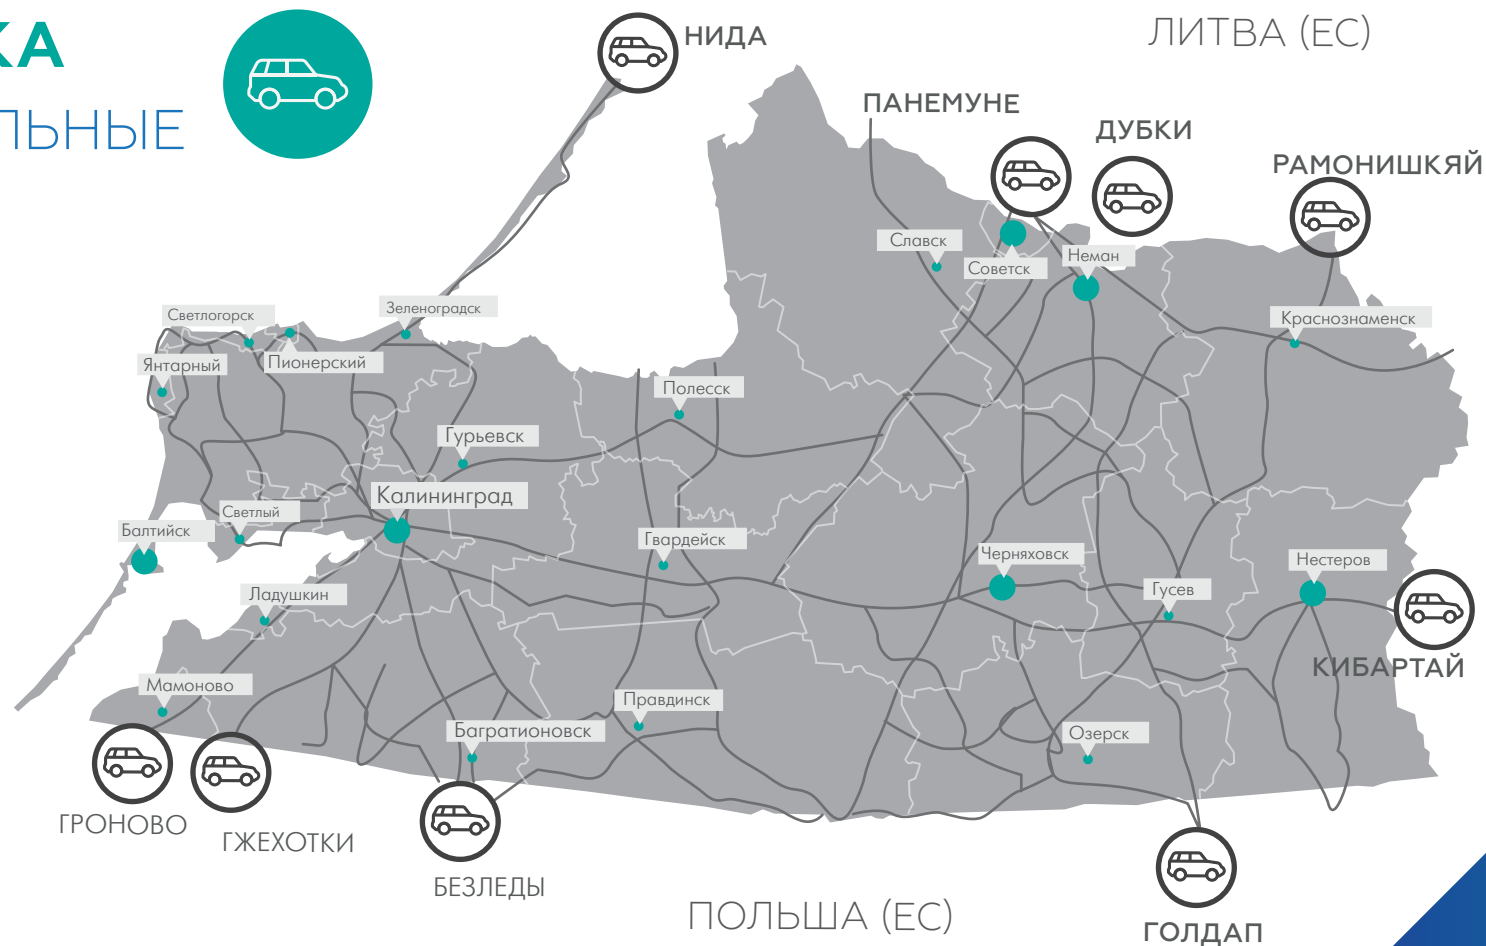 КА
ЛЬНЫЕ
НИДА
ЛИТВА (ЕС)
ПАНЕМУНЕ
ДУБКИ
РАМОНИШКЯЙ
Славск
Советск
Неман
Светлогорск
Зеленоградск
Краснознаменск
Янтарный
Пионерский
Полесск
Гурьевск
Калининград
Светлый
Балтийск
Гвардейск
Черняховск
Нестеров
Гусев
Ладушкин
КИБАРТАЙ
Мамоново
Правдинск
Багратионовск
Озерск
ГРОНОВО
ГЖЕХОТКИ
БЕЗЛЕДЫ
ПОЛЬША (ЕС)
ГОЛДАП